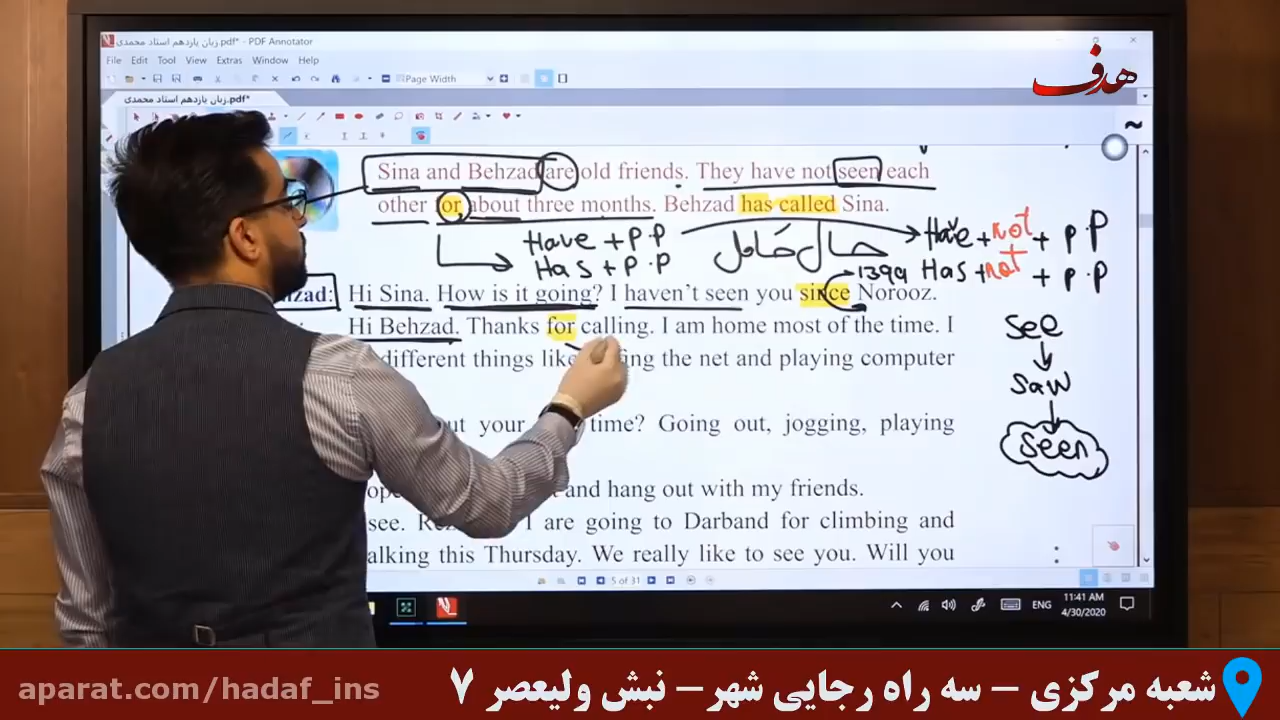 زبان یازدهم استاد محمدی.pdf* - PDF Annotator
هدف
File Edit Tool View Extras Window Help
Page Width
زبان یازدهم استاد محمدی.pdf*
Sina and Behzad are old friends. They have not seen each
other for about three months. Behzad has called Sina.
Have + P.P
Has + P.P
حال کامل
Have + not + P.P
1399 Has + not + P.P
Hi Sina. How is it going? I haven't seen you since Norooz.
Hi Behzad. Thanks for calling. I am home most of the time. I
different things like the net and playing computer
your time? Going out, jogging, playing
and hang out with my friends.
see. I are going to Darband for climbing and
this Thursday. We really like to see you. Will you
see
saw
seen
5 of 31
ENG
11:41 AM
4/30/2020
aparat.com/hadaf_ins
شعبه مرکزی – سه راه رجایی شهر – نبش ولیعصر ۷